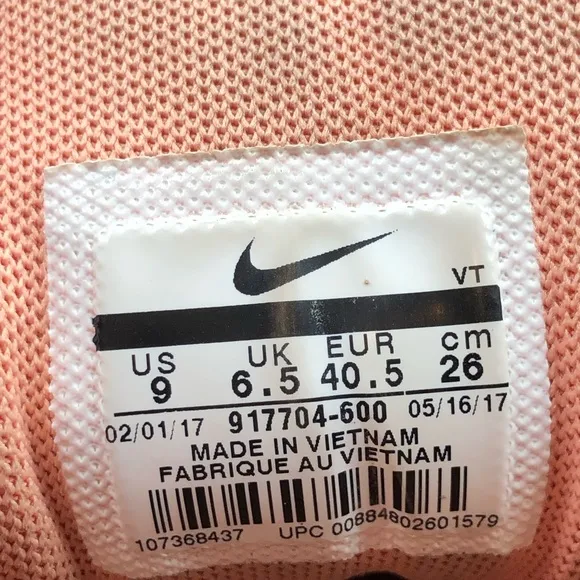 VT
US UK EUR cm
9 6.5 40.5 26
02/01/17 917704-600 05/16/17
MADE IN VIETNAM
FABRIQUE AU VIETNAM
107368437 UPC 00884802601579